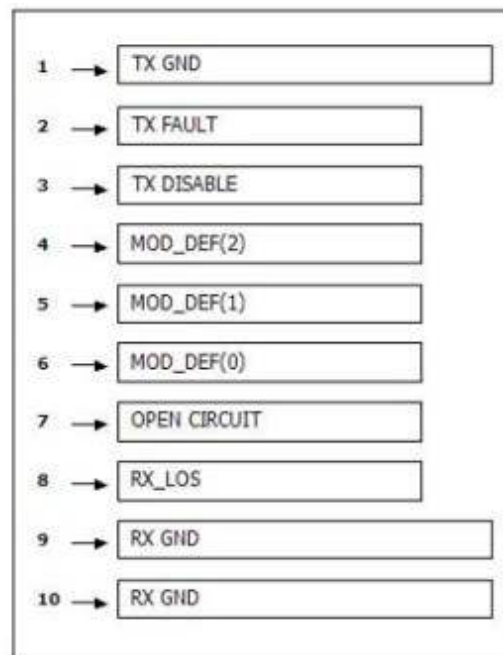 1 TX GND
2 TX FAULT
3 TX DISABLE
4 MOD_DEF(2)
5 MOD_DEF(1)
6 MOD_DEF(0)
7 OPEN CIRCUIT
8 RX_LOS
9 RX GND
10 RX GND